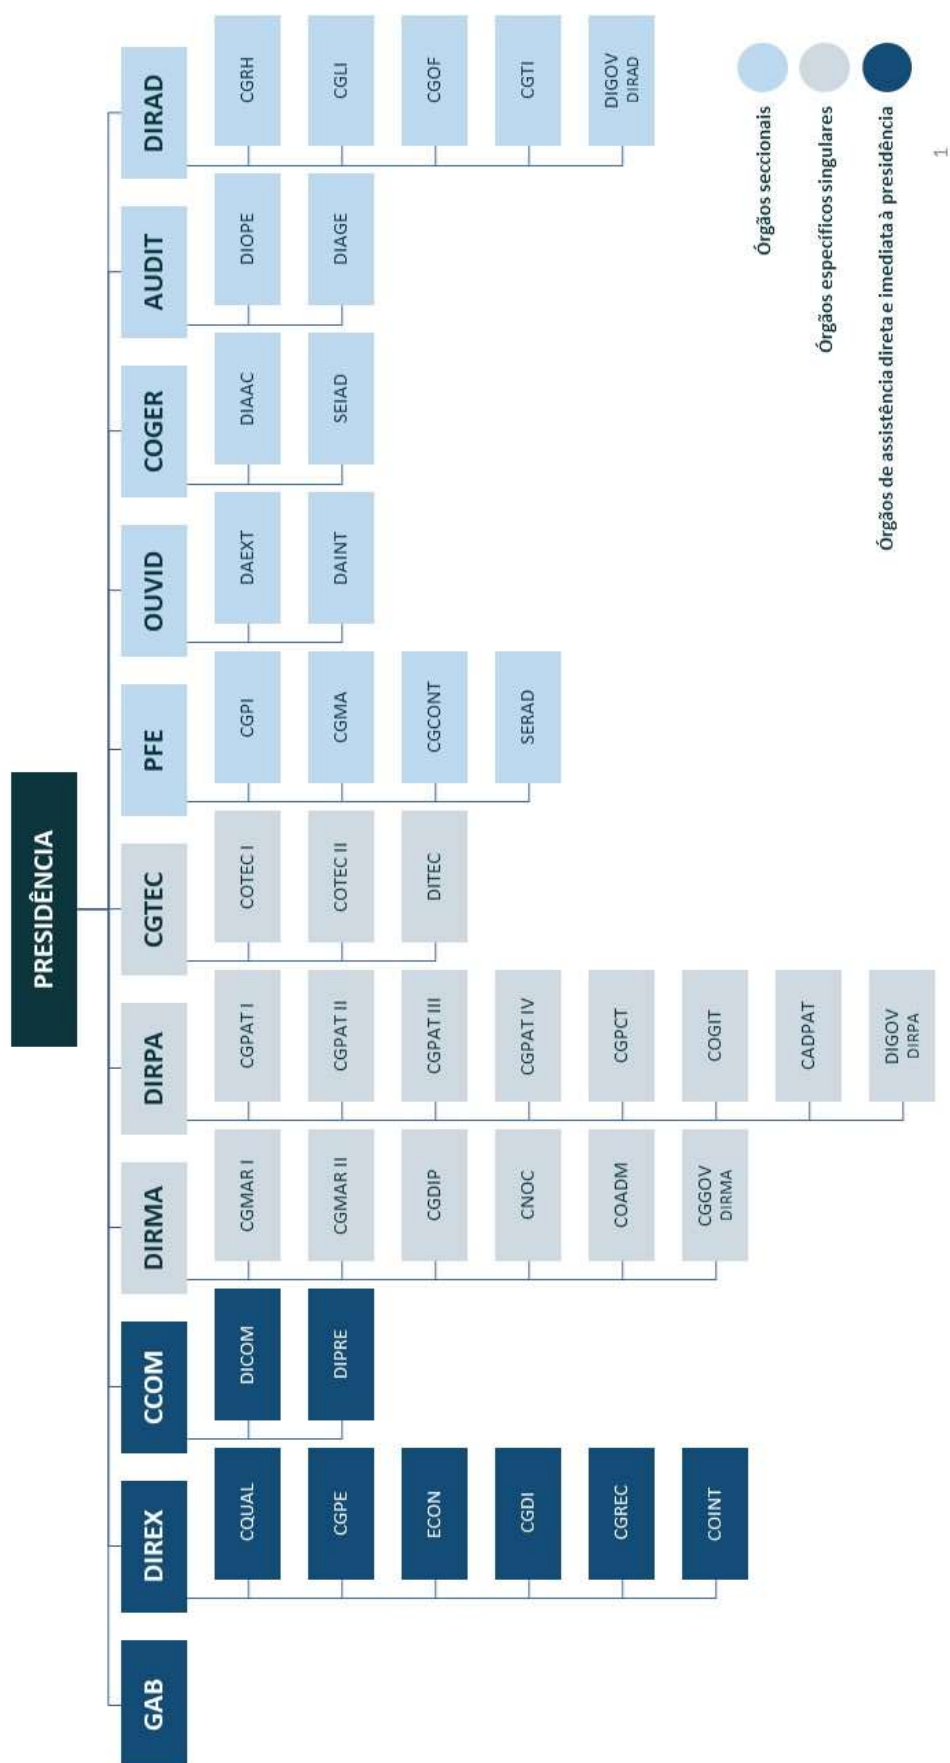 PRESIDÊNCIA
GAB
DIREX
CQUAL
CGPE
ECON
CGDI
CGREC
COINT
CCOM
DICOM
DIPRE
DIRMA
CGMAR I
CGMAR II
CGDIP
CNOC
COADM
CGGOV
DIRMA
DIRPA
CGPAT I
CGPAT II
CGPAT III
CGPAT IV
CGPCT
COGIT
CADPAT
DIGOV
DIRPA
CGTEC
COTEC I
COTEC II
DITEC
PFE
CGPI
CGMA
CGCONT
SERAD
OUVID
DAEXT
DAINT
COGER
DIAAC
SEIAD
AUDIT
DIOPE
DIAGE
DIRAD
CGRH
CGLI
CGOF
CGTI
DIGOV
DIRAD
Órgãos seccionais
Órgãos específicos singulares
Órgãos de assistência direta e imediata à presidência
1